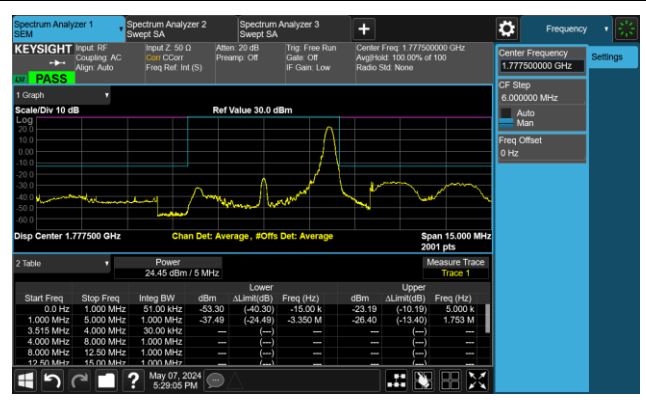 Spectrum Analyzer 1
SEM
Spectrum Analyzer 2
Swept SA
Spectrum Analyzer 3
Swept SA
Frequency
KEYSIGHT
Input: RF
Coupling: AC
Align: Auto
Input Z: 50 Ω
Corr CCorr
Freq Ref: Int (S)
Atten: 20 dB
Preamp: Off
Trig: Free Run
Gate: Off
IF Gain: Low
Center Freq: 1.777500000 GHz
Avg|Hold: 100.00% of 100
Radio Std: None
PASS
Center Frequency
1.777500000 GHz
Settings
CF Step
6.000000 MHz
Auto
Man
Freq Offset
0 Hz
1 Graph
Scale/Div 10 dB
Ref Value 30.0 dBm
Log
20.0
10.0
0.00
-10.0
-20.0
-30.0
-40.0
-50.0
-60.0
Disp Center 1.777500 GHz
Chan Det: Average, #Offs Det: Average
Span 15.000 MHz
2001 pts
2 Table
Power
24.45 dBm / 5 MHz
Measure Trace
Trace 1
Lower Upper
Start Freq Stop Freq Integ BW dBm ΔLimit(dB) Freq (Hz) dBm ΔLimit(dB) Freq (Hz)
0.0 Hz 1.000 MHz 51.00 kHz -53.30 (-40.30) -15.00 k -23.19 (-10.19) 5.000 k
1.000 MHz 5.000 MHz 1.000 MHz -37.49 (-24.49) -3.350 M -26.40 (-13.40) 1.753 M
3.515 MHz 4.000 MHz 30.00 kHz --- (---) --- --- (---) ---
4.000 MHz 8.000 MHz 1.000 MHz --- (---) --- --- (---) ---
8.000 MHz 12.50 MHz 1.000 MHz --- (---) --- --- (---) ---
12.50 MHz 15.00 MHz 1.000 MHz --- (---) --- --- (---) ---
May 07, 2024
5:29:05 PM